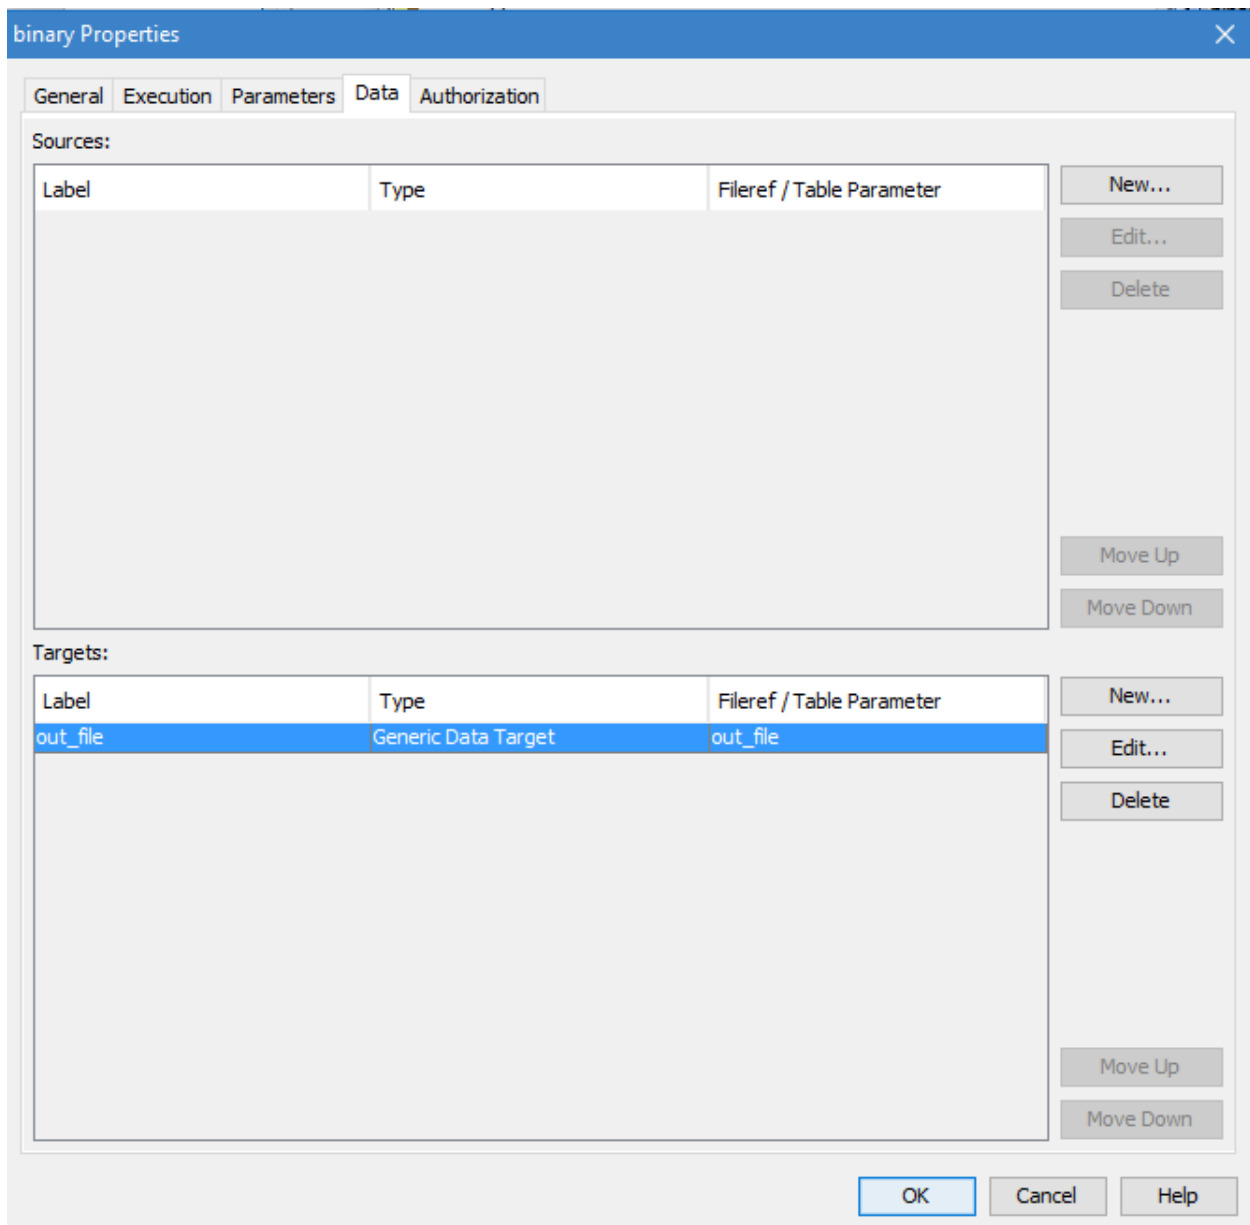 binary Properties
General Execution Parameters Data Authorization
Sources:
Label Type Fileref / Table Parameter
New...
Edit...
Delete
Move Up
Move Down
Targets:
Label Type Fileref / Table Parameter
out_file Generic Data Target out_file
New...
Edit...
Delete
Move Up
Move Down
OK Cancel Help